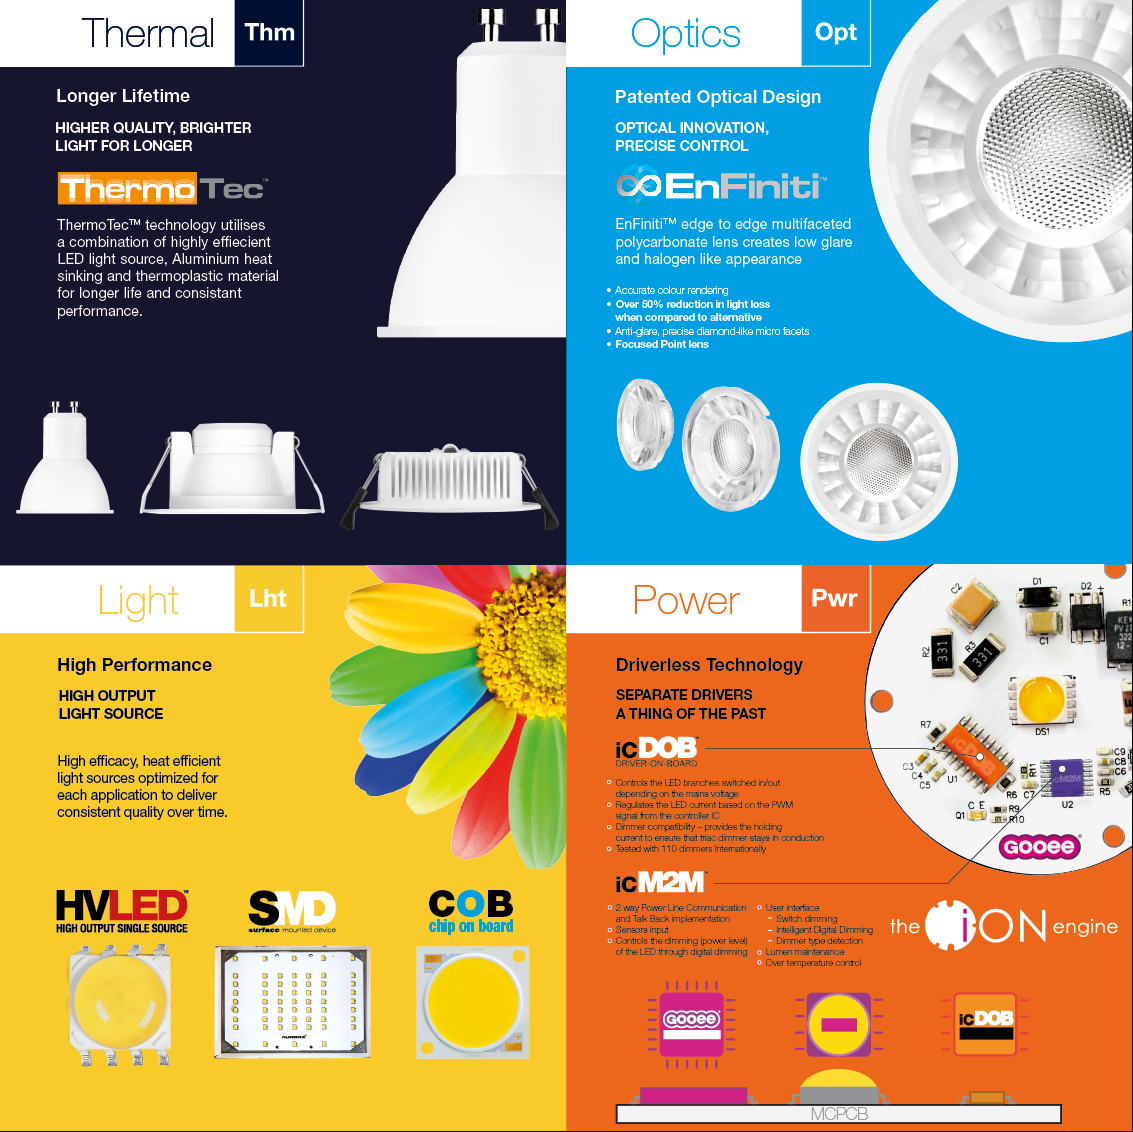 Thermal
Thm
Longer Lifetime
HIGHER QUALITY, BRIGHTER
LIGHT FOR LONGER
ThermoTec™
ThermoTec™ technology utilises
a combination of highly effiecient
LED light source, Aluminium heat
sinking and thermoplastic material
for longer life and consistant
performance.
Optics
Opt
Patented Optical Design
OPTICAL INNOVATION,
PRECISE CONTROL
EnFiniti™
EnFiniti™ edge to edge multifaceted
polycarbonate lens creates low glare
and halogen like appearance
• Accurate colour rendering
• Over 50% reduction in light loss
when compared to alternative
• Anti-glare, precise diamond-like micro facets
• Focused Point lens
Light
Lht
High Performance
HIGH OUTPUT
LIGHT SOURCE
High efficacy, heat efficient
light sources optimized for
each application to deliver
consistent quality over time.
HVLED™
HIGH OUTPUT SINGLE SOURCE
SMD
surface mounted device
COB
chip on board
AURORA
Power
Pwr
Driverless Technology
SEPARATE DRIVERS
A THING OF THE PAST
icDOB™
DRIVER-ON-BOARD
Controls the LED branches switched in/out
depending on the mains voltage
Regulates the LED current based on the PWM
signal from the controller IC
Dimmer compatibility – provides the holding
current to ensure that triac dimmer stays in conduction
Tested with 110 dimmers Internationally
icM2M™
2 way Power Line Communication
and Talk Back implementation
Sensors input
Controls the dimming (power level)
of the LED through digital dimming
User interface
– Switch dimming
– Intelligent Digital Dimming
– Dimmer type detection
Lumen maintenance
Over temperature control
C2
D1
D2
+
R1
C1
R2
331
R3
331
322
12-
DS1
R7
icDOB
C3
C4
C5
U1
R11
R6
C7
icM2M
U2
C9
C8
C6
R5
Q1
C E
R9
R10
Gooee
the iON engine
Gooee
icDOB
MCPCB